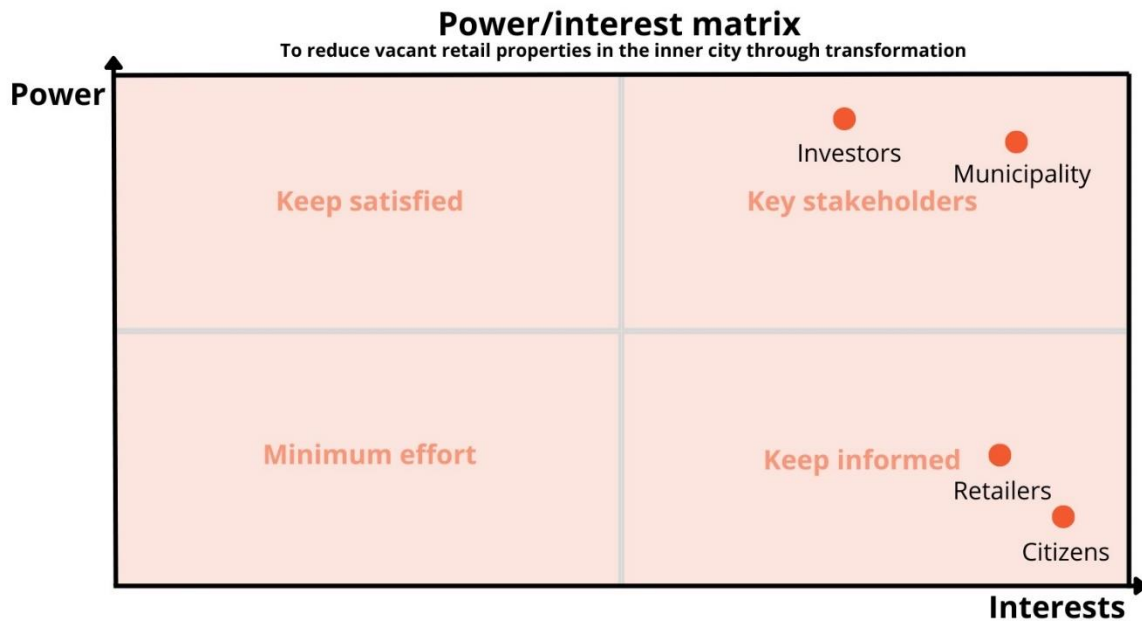 Power/interest matrix
To reduce vacant retail properties in the inner city through transformation
Power
Investors
Municipality
Keep satisfied
Key stakeholders
Minimum effort
Keep informed
Retailers
Citizens
Interests